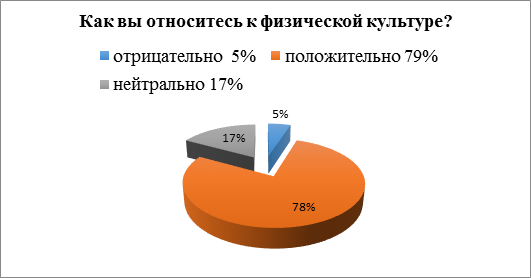 Как вы относитесь к физической культуре?
отрицательно 5% положительно 79%
нейтрально 17%
5%
17%
78%